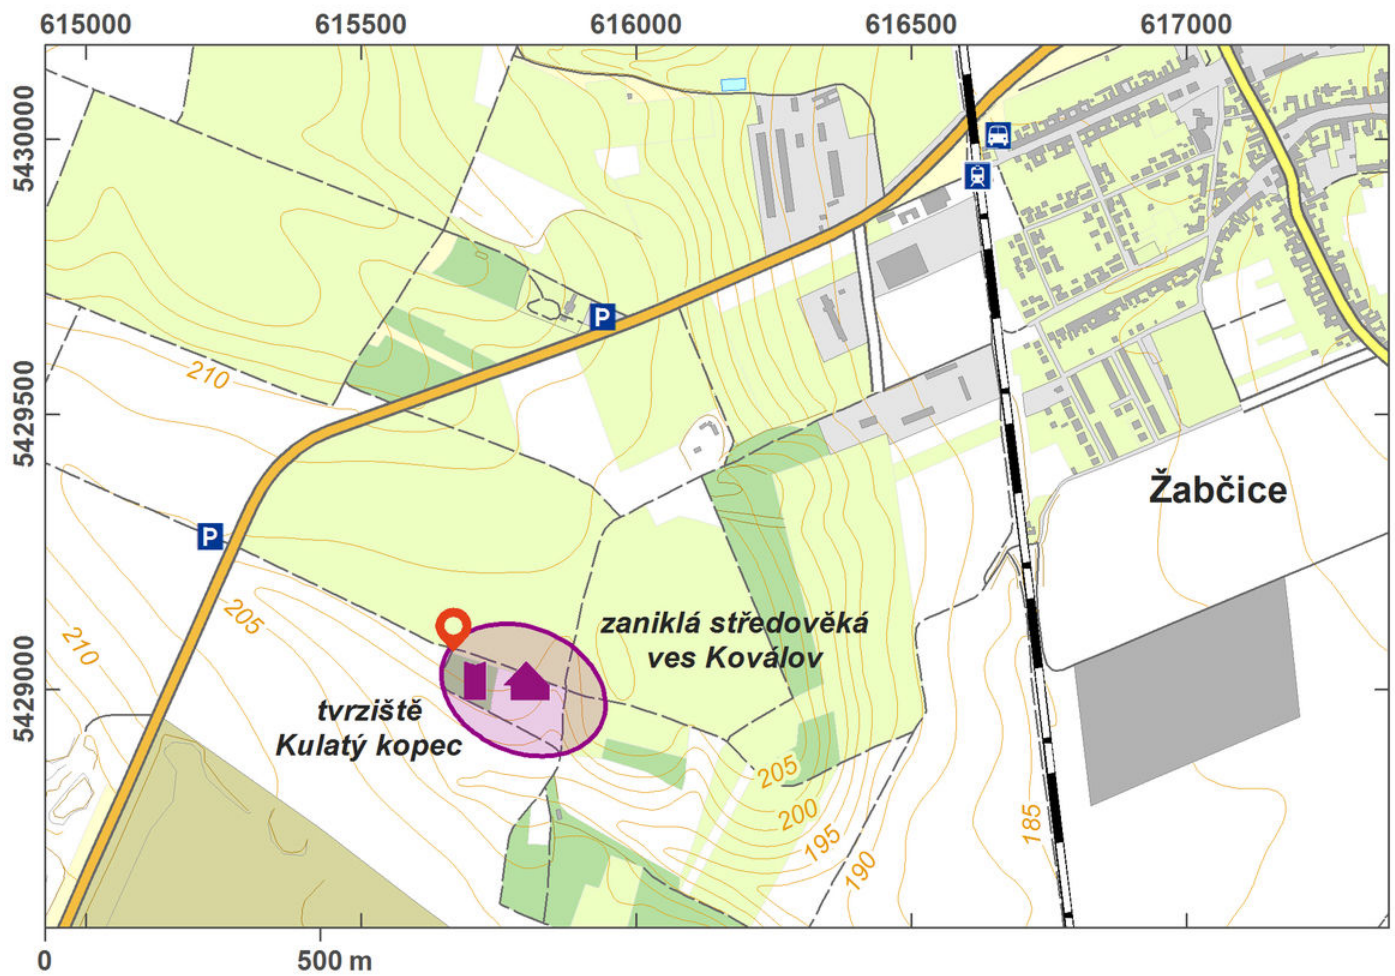 615000 615500 616000 616500 617000
5430000
5429500
5429000
P
210
P
Žabčice
205
210
zaniklá středověká
ves Koválov
tvrziště
Kulatý kopec
205
200
195
190
185
0 500 m